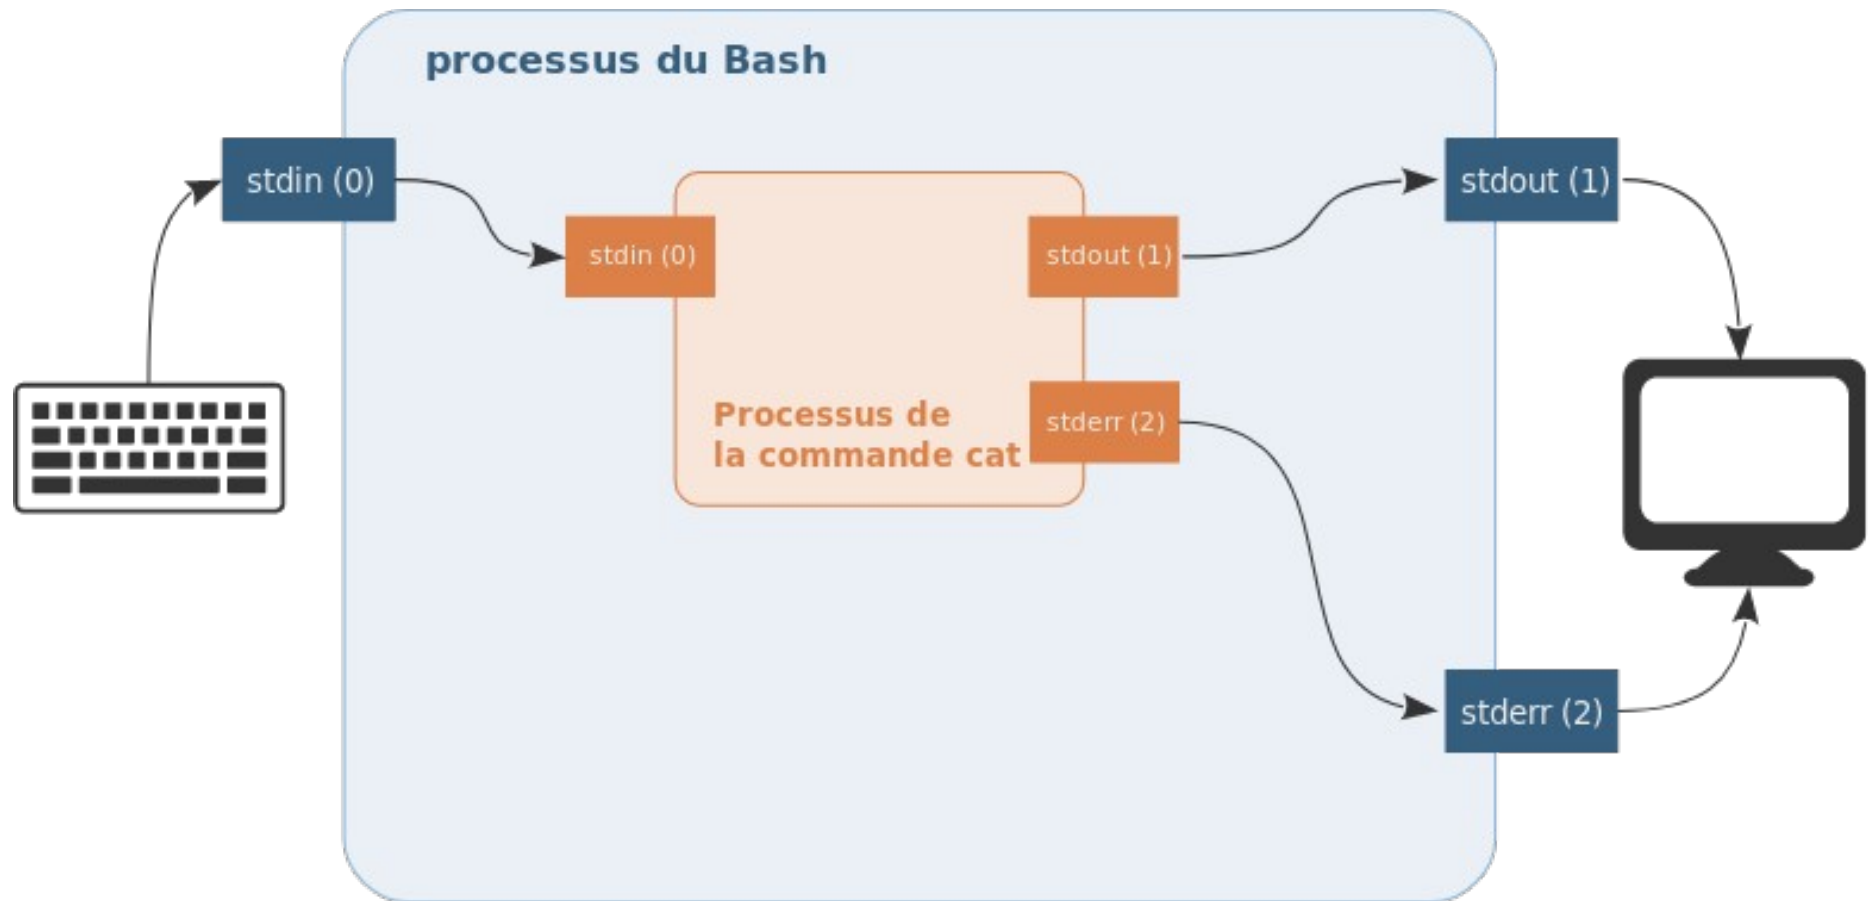 processus du Bash
stdin (0)
stdout (1)
stdin (0)
stdout (1)
Processus de
la commande cat
stderr (2)
stderr (2)